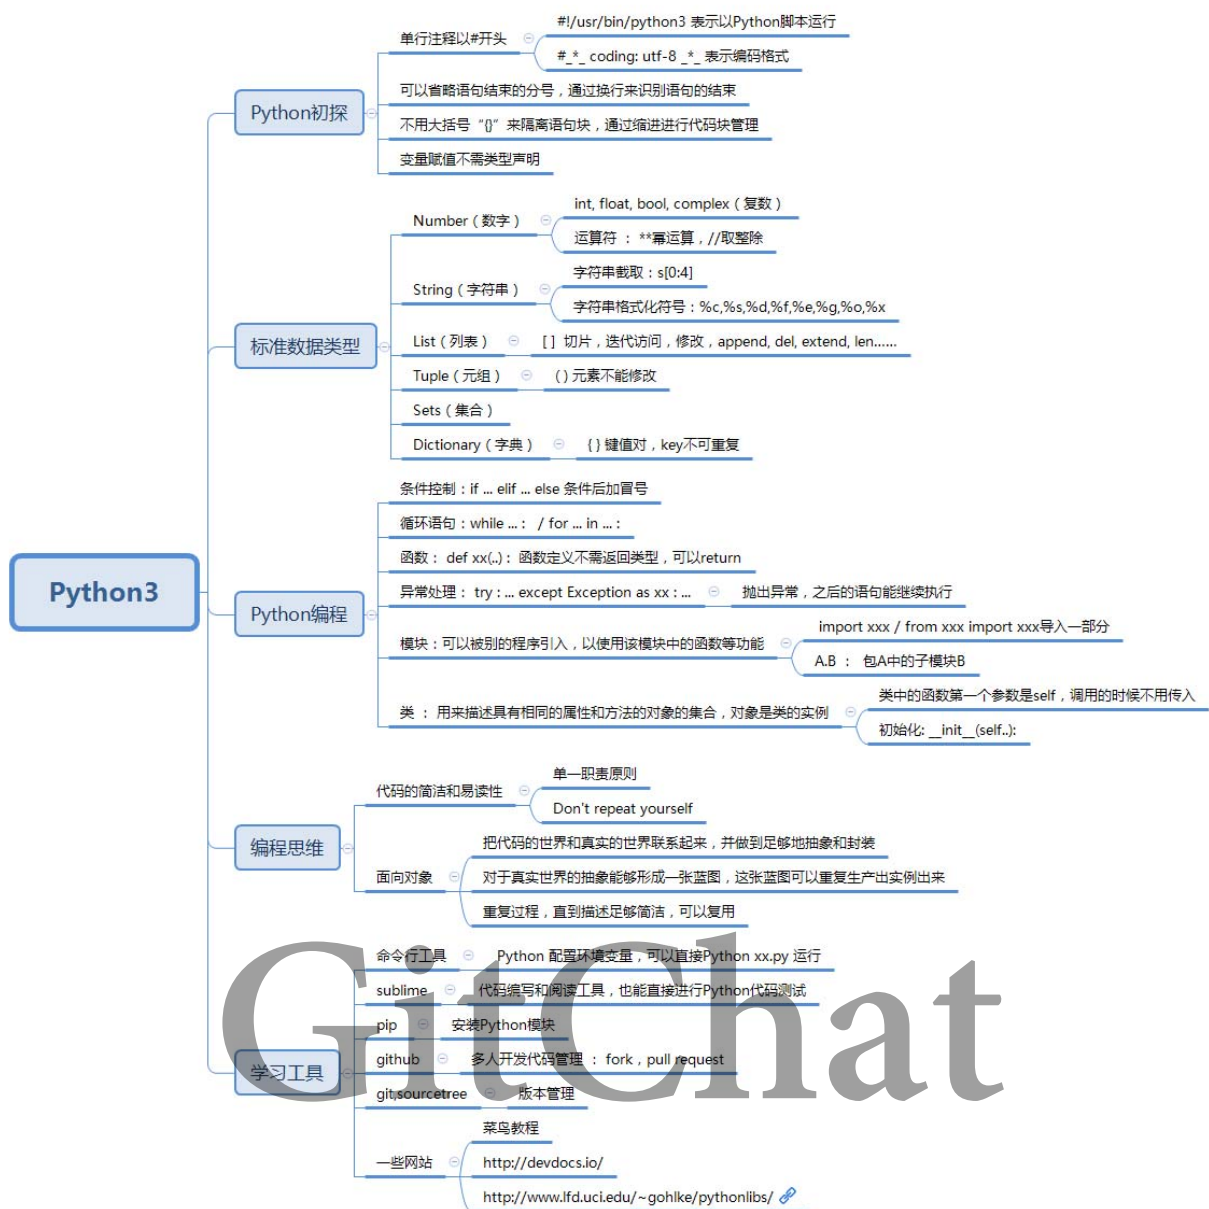 Python3
Python初探
单行注释以#开头
#!/usr/bin/python3 表示以Python脚本运行
#_*_ coding: utf-8 _*_ 表示编码格式
可以省略语句结束的分号，通过换行来识别语句的结束
不用大括号“{}”来隔离语句块，通过缩进进行代码块管理
变量赋值不需类型声明
标准数据类型
Number（数字）
int, float, bool, complex（复数）
运算符 ： **幂运算，//取整除
String（字符串）
字符串截取：s[0:4]
字符串格式化符号：%c,%s,%d,%f,%e,%g,%o,%x
List（列表）
[ ] 切片，迭代访问，修改，append, del, extend, len……
Tuple（元组）
( ) 元素不能修改
Sets（集合）
Dictionary（字典）
{ } 键值对，key不可重复
Python编程
条件控制：if ... elif ... else 条件后加冒号
循环语句：while ... : / for ... in ... :
函数： def xx(..)： 函数定义不需返回类型，可以return
异常处理： try : ... except Exception as xx : ...
抛出异常，之后的语句能继续执行
模块：可以被别的程序引入，以使用该模块中的函数等功能
import xxx / from xxx import xxx导入一部分
A.B ： 包A中的子模块B
类 ： 用来描述具有相同的属性和方法的对象的集合，对象是类的实例
类中的函数第一个参数是self，调用的时候不用传入
初始化: __init__(self..):
编程思维
代码的简洁和易读性
单一职责原则
Don't repeat yourself
面向对象
把代码的世界和真实的世界联系起来，并做到足够地抽象和封装
对于真实世界的抽象能够形成一张蓝图，这张蓝图可以重复生产出实例出来
重复过程，直到描述足够简洁，可以复用
学习工具
命令行工具
Python 配置环境变量，可以直接Python xx.py 运行
sublime
代码编写和阅读工具，也能直接进行Python代码测试
pip
安装Python模块
github
多人开发代码管理 ： fork , pull request
git,sourcetree
版本管理
一些网站
菜鸟教程
http://devdocs.io/
http://www.lfd.uci.edu/~gohlke/pythonlibs/
GitChat